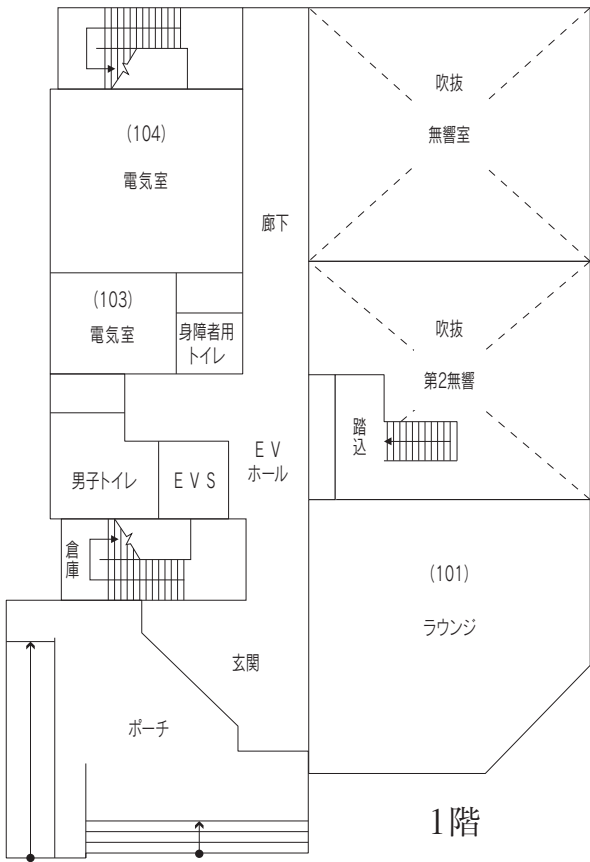 吹抜
無響室
(104)
電気室
廊下
(103)
電気室
身障者用
トイレ
吹抜
第2無響
踏込
EV
ホール
男子トイレ
EVS
倉庫
(101)
ラウンジ
玄関
ポーチ
1階